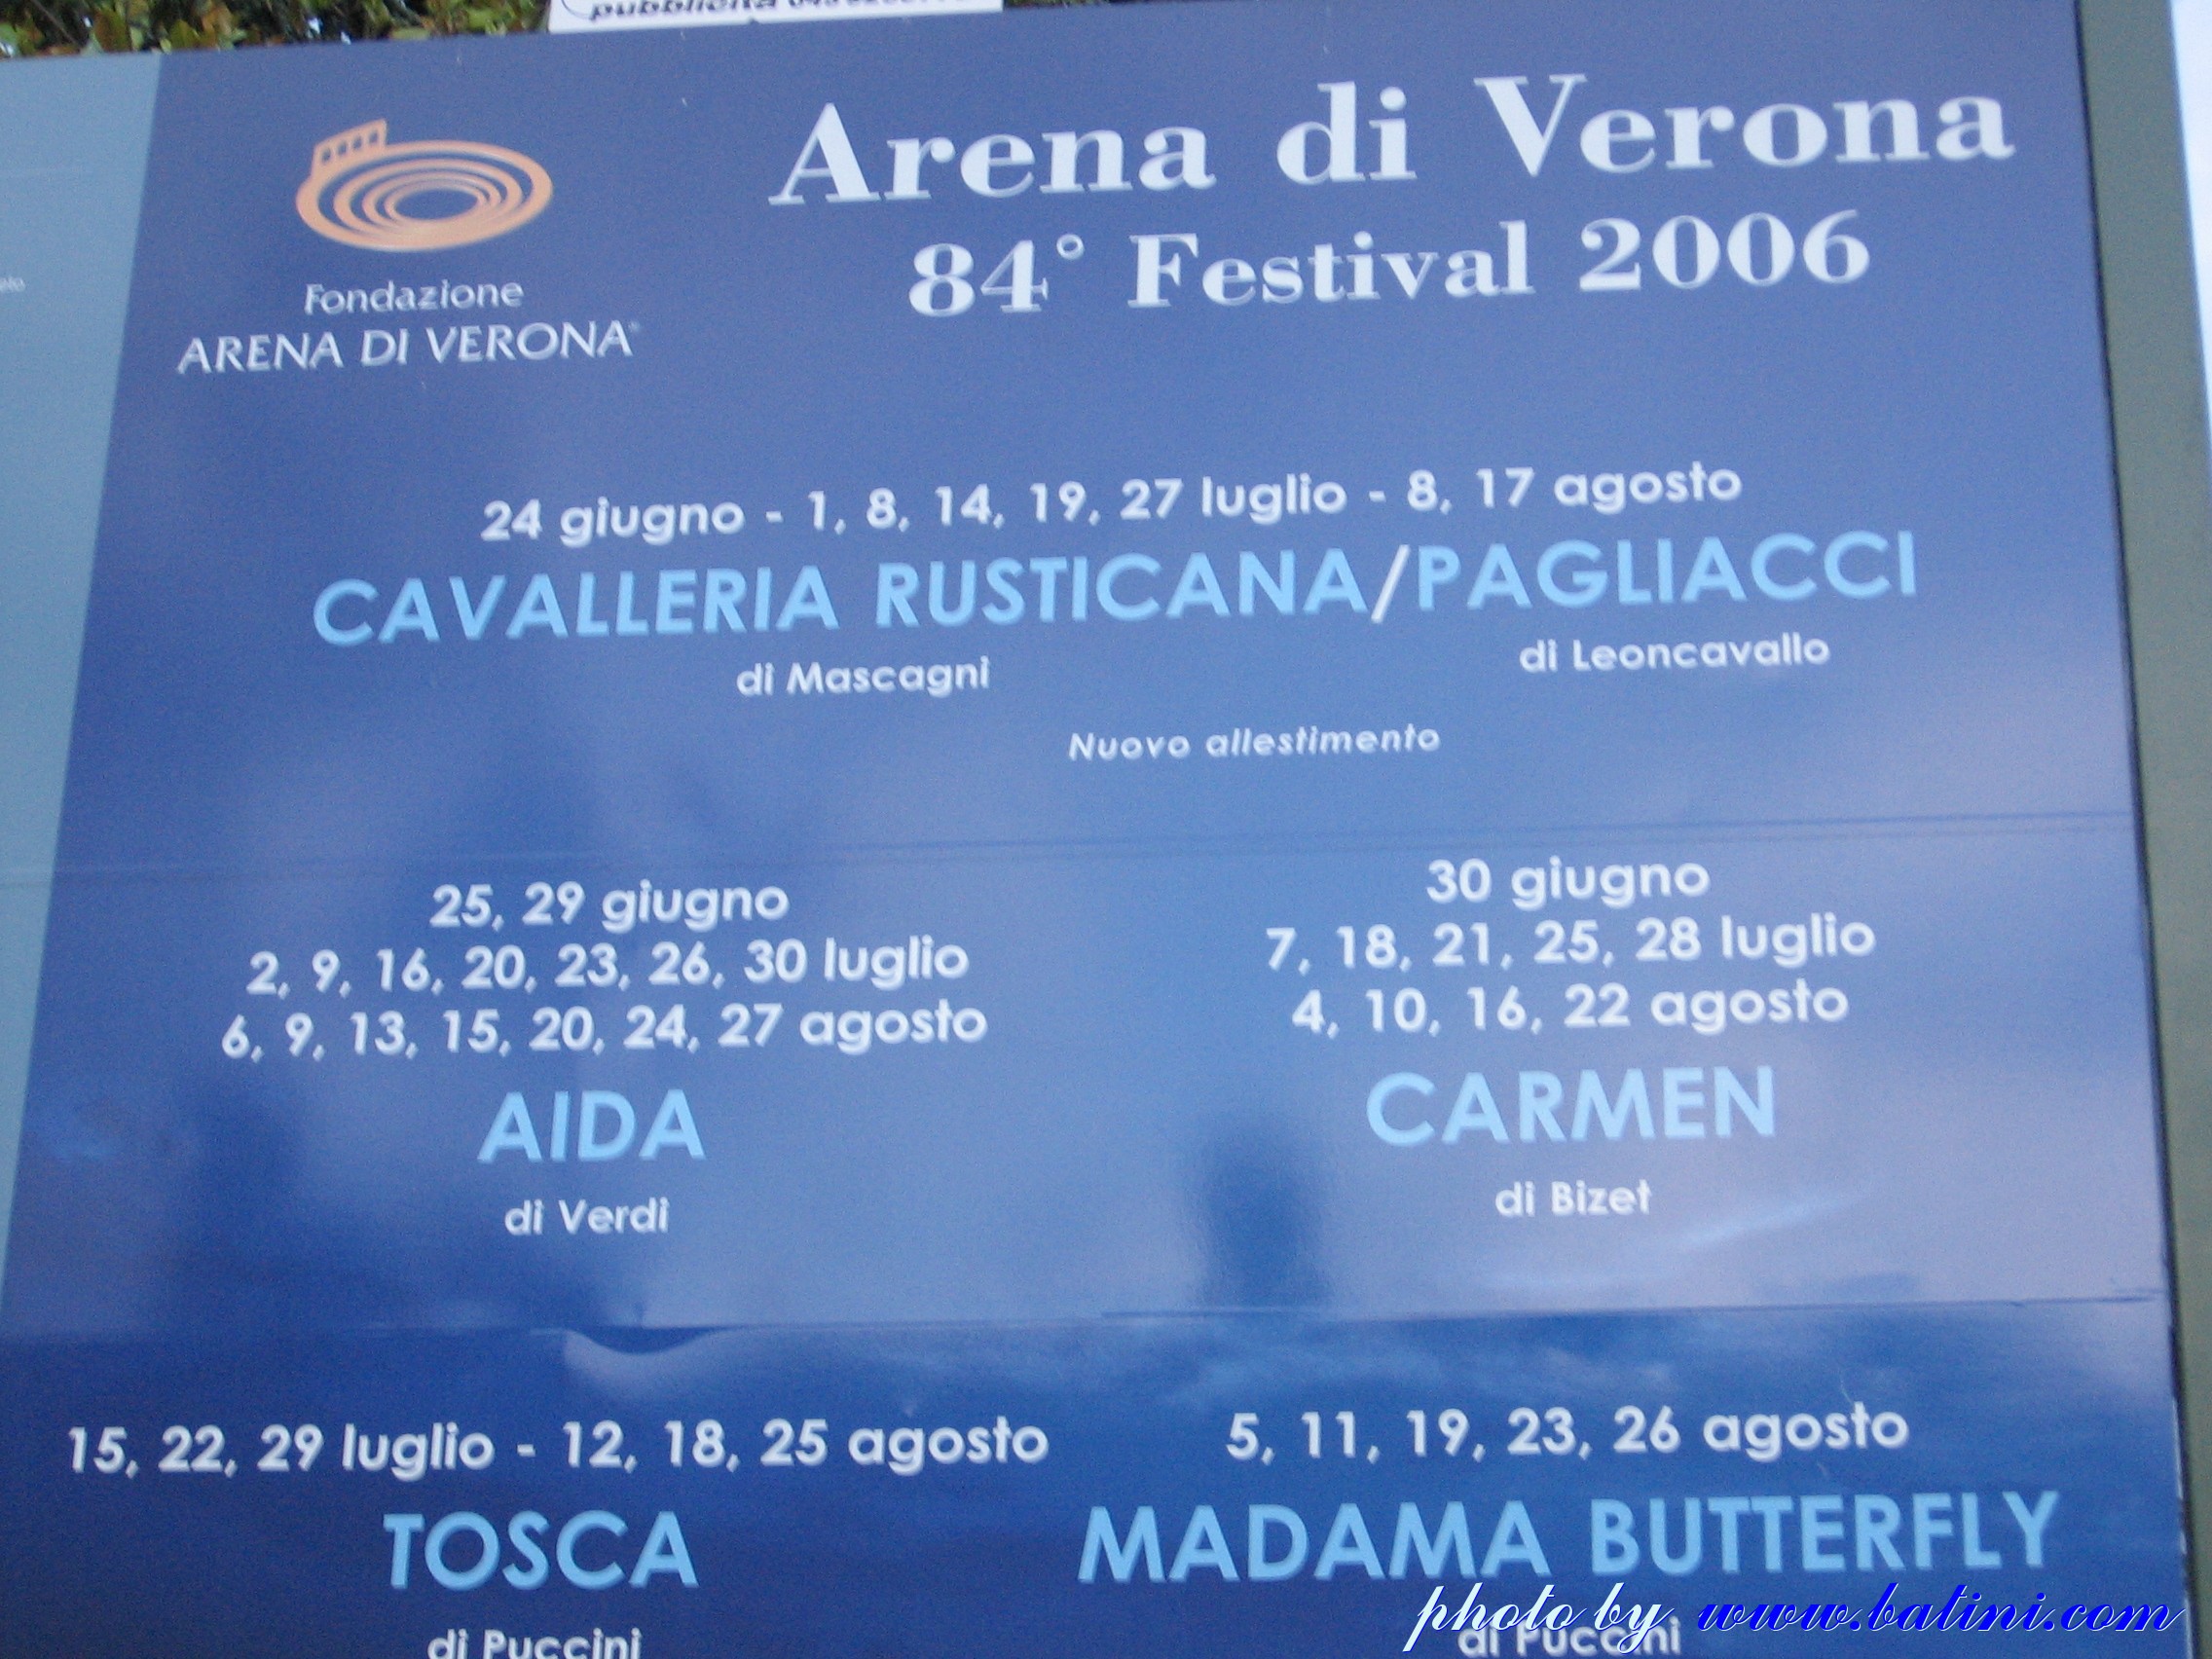 pubblicità
Arena di Verona
84° Festival 2006
Fondazione
ARENA DI VERONA®
24 giugno - 1, 8, 14, 19, 27 luglio - 8, 17 agosto
CAVALLERIA RUSTICANA/PAGLIACCI
di Mascagni
di Leoncavallo
Nuovo allestimento
25, 29 giugno
2, 9, 16, 20, 23, 26, 30 luglio
6, 9, 13, 15, 20, 24, 27 agosto
AIDA
di Verdi
30 giugno
7, 18, 21, 25, 28 luglio
4, 10, 16, 22 agosto
CARMEN
di Bizet
15, 22, 29 luglio - 12, 18, 25 agosto
TOSCA
di Puccini
5, 11, 19, 23, 26 agosto
MADAMA BUTTERFLY
di Puccini
photo by www.batini.com